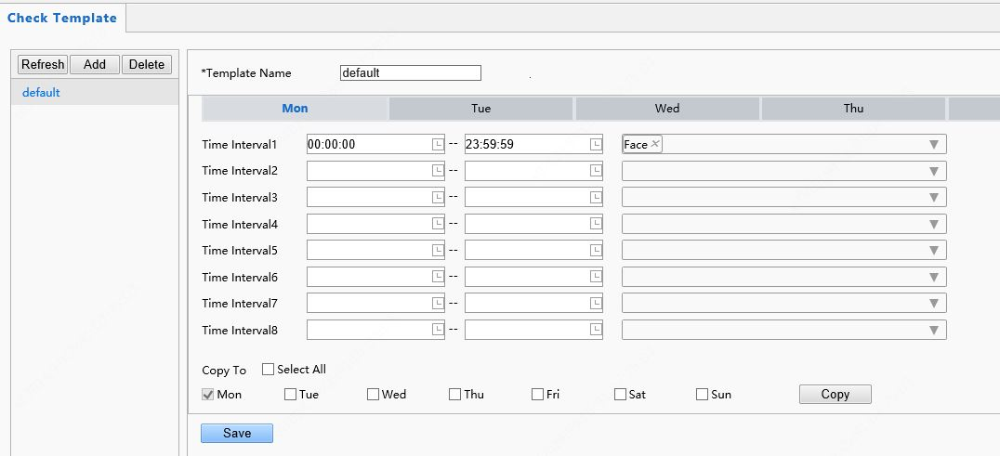 Check Template
Refresh Add Delete
default
*Template Name default .
Mon Tue Wed Thu
Time Interval1 00:00:00 -- 23:59:59 Face ×
Time Interval2 --
Time Interval3 --
Time Interval4 --
Time Interval5 --
Time Interval6 --
Time Interval7 --
Time Interval8 --
Copy To Select All
Mon Tue Wed Thu Fri Sat Sun Copy
Save